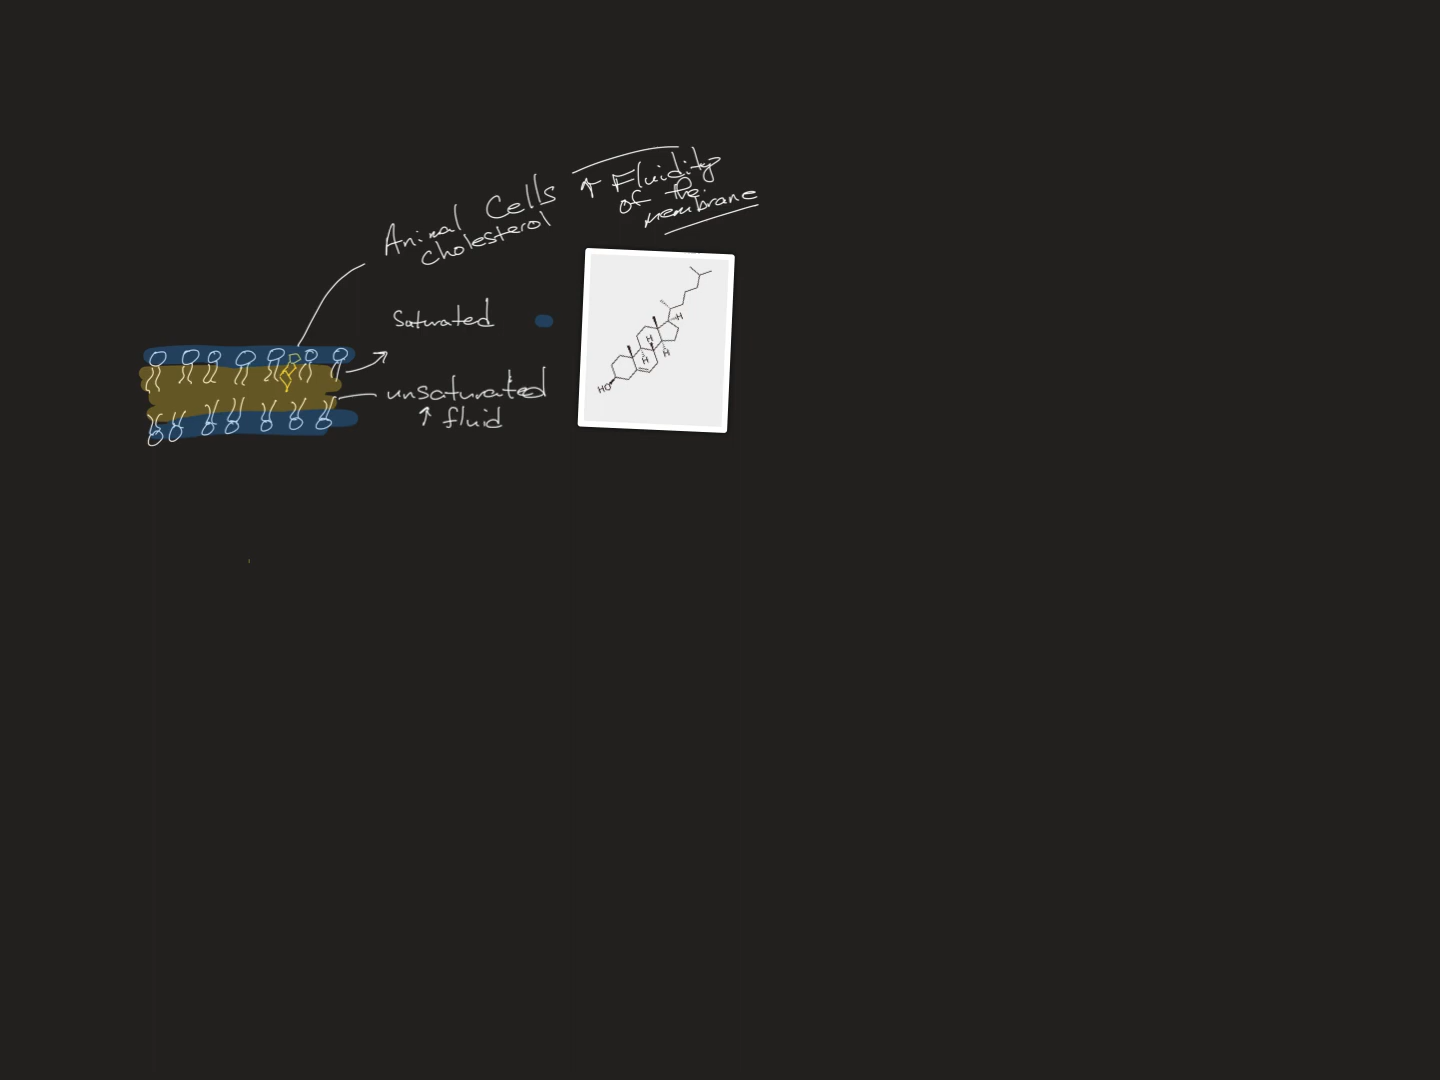 Animal Cells
cholesterol
↑ Fluidity
of the
membrane
Saturated
unsaturated
↑ fluid
H
H
H
H
HO